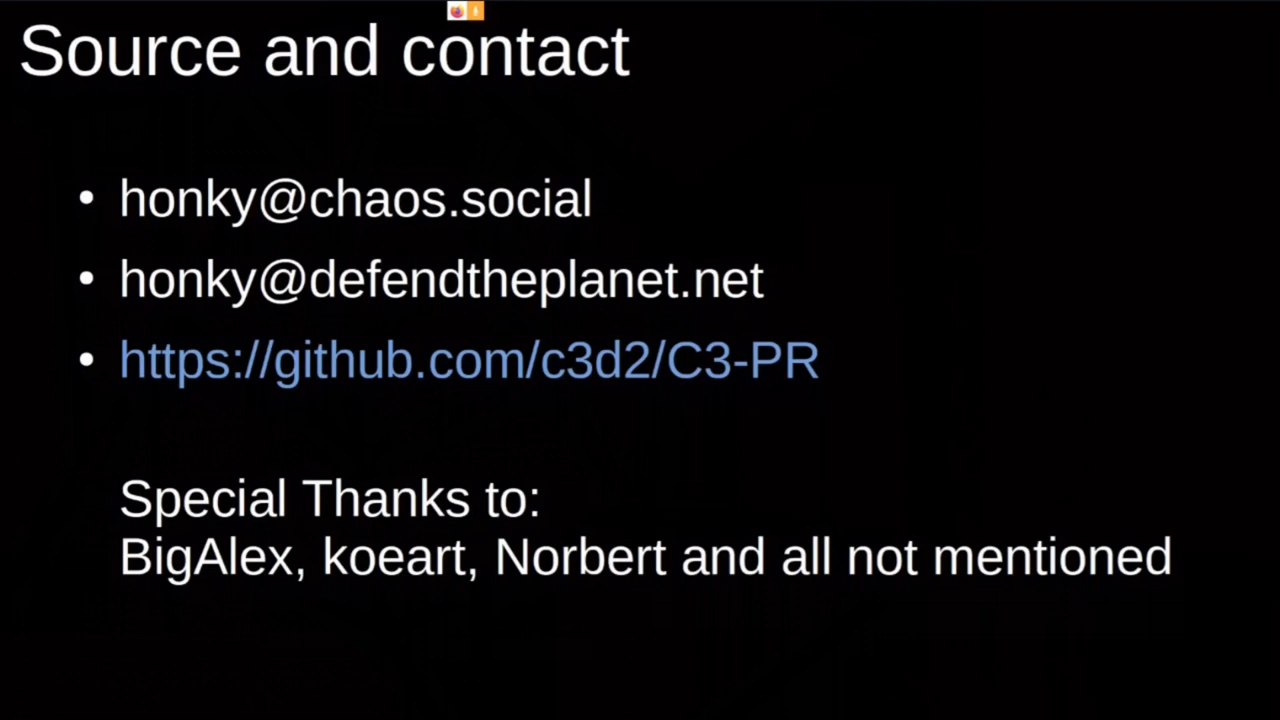 Source and contact
• honky@chaos.social
• honky@defendtheplanet.net
• https://github.com/c3d2/C3-PR
Special Thanks to:
BigAlex, koeart, Norbert and all not mentioned